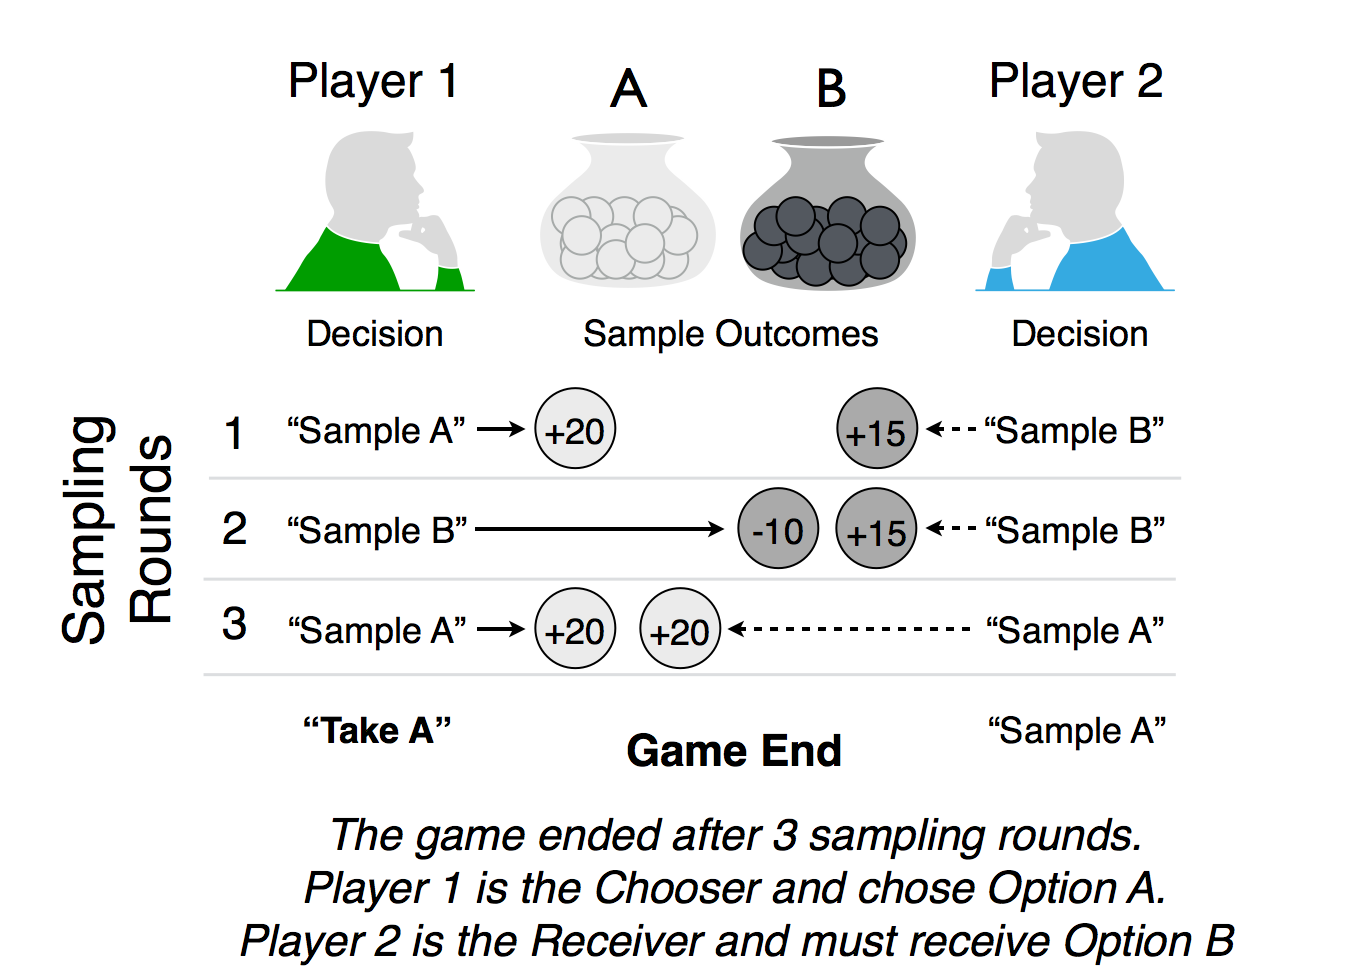 Player 1 A B Player 2
Decision Sample Outcomes Decision
Sampling
Rounds
1 “Sample A” +20 +15 “Sample B”
2 “Sample B” -10 +15 “Sample B”
3 “Sample A” +20 +20 “Sample A”
“Take A” Game End “Sample A”
The game ended after 3 sampling rounds.
Player 1 is the Chooser and chose Option A.
Player 2 is the Receiver and must receive Option B